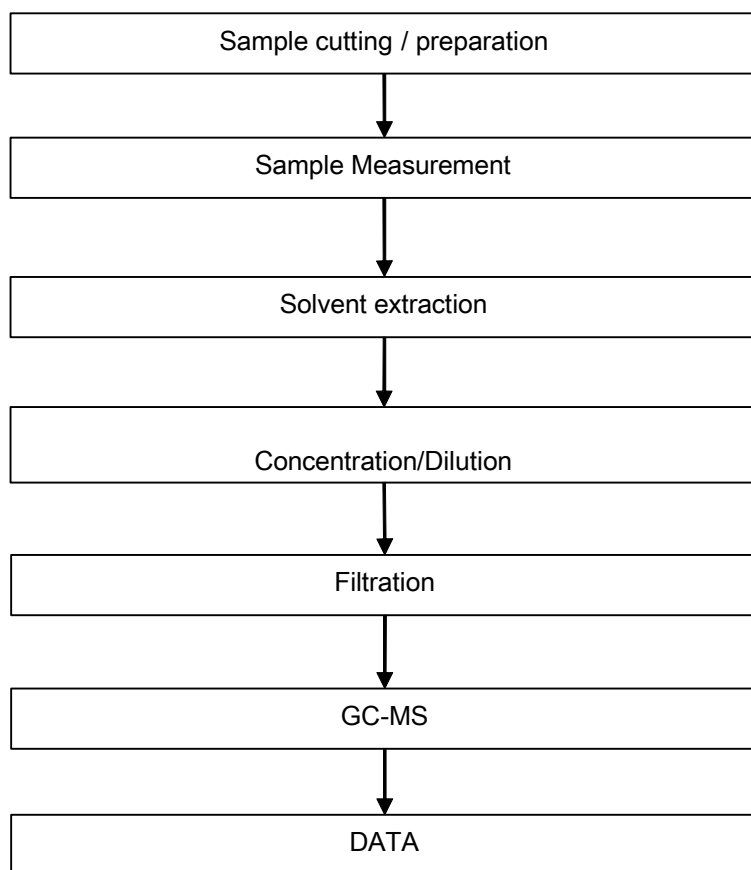 Sample cutting / preparation
Sample Measurement
Solvent extraction
Concentration/Dilution
Filtration
GC-MS
DATA